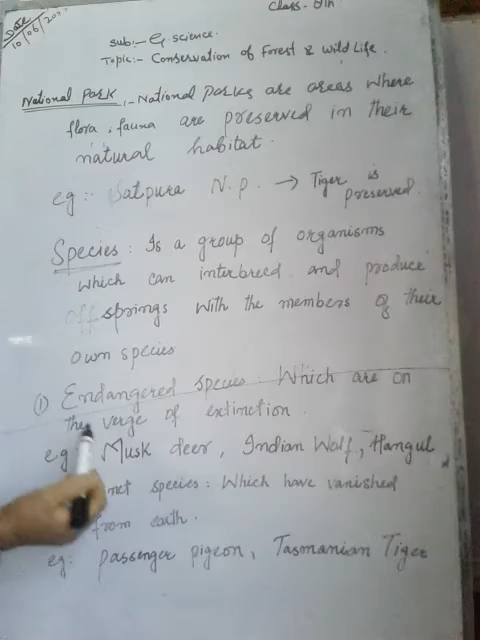 Class- 8th
Date
10/06/20
Sub:- G science.
Topic:- Conservation of Forest & Wild Life.
National Park:- National Parks are areas where
flora, fauna are preserved in their
natural habitat.
eg:- Satpura N.P. → Tiger is
preserved.
Species: Is a group of organisms
which can interbreed and produce
offsprings with the members of their
own species
(1) Endangered species: Which are on
the verge of extinction.
eg Musk deer, Indian Wolf, Hangul
nct species: Which have vanished
from earth.
eg: Passenger pigeon, Tasmanian Tiger